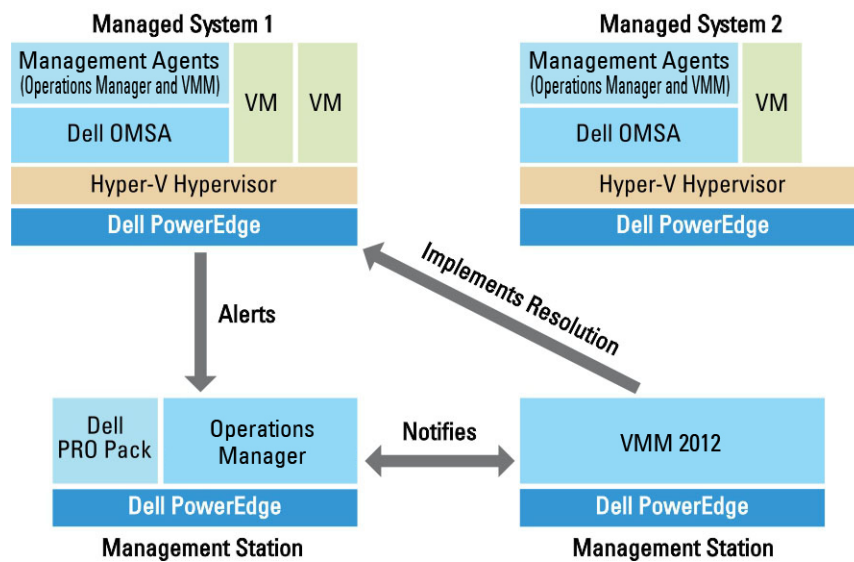 Managed System 1
Management Agents
(Operations Manager and VMM)
Dell OMSA
VM
VM
Hyper-V Hypervisor
Dell PowerEdge
Managed System 2
Management Agents
(Operations Manager and VMM)
Dell OMSA
VM
Hyper-V Hypervisor
Dell PowerEdge
Alerts
Implements Resolution
Dell
PRO Pack
Operations
Manager
Dell PowerEdge
Management Station
Notifies
VMM 2012
Dell PowerEdge
Management Station